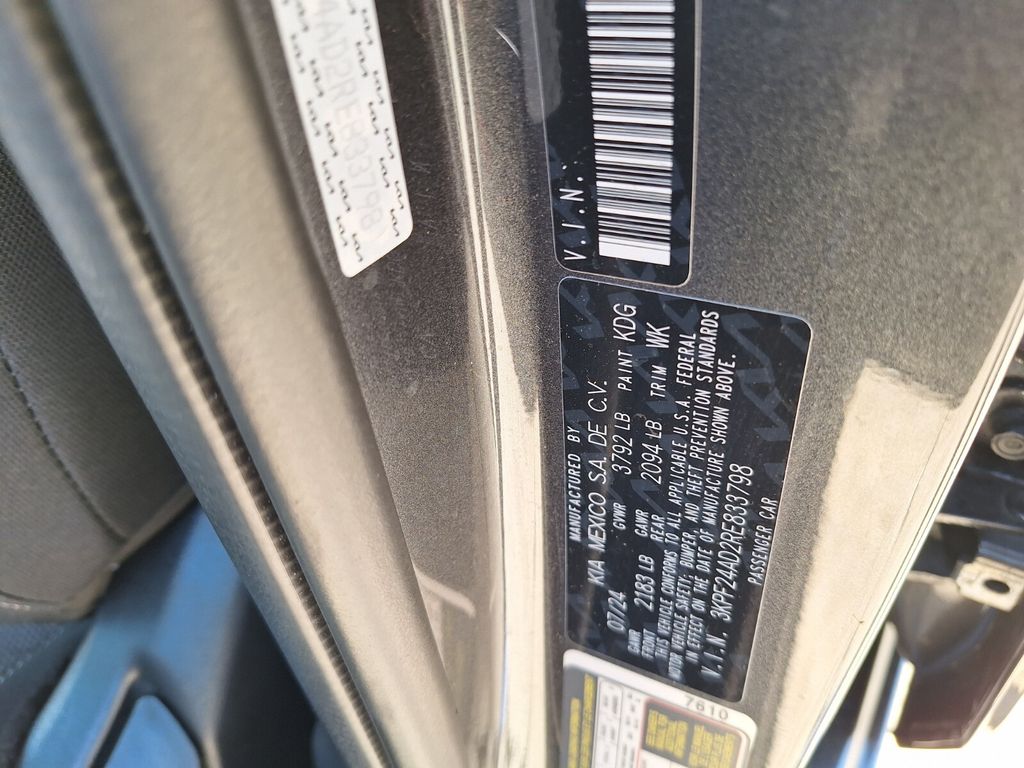 4AD2RE833798
V.I.N.
MANUFACTURED BY
KIA MEXICO S.A. DE C.V.
07/24 GVWR 3792 LB PAINT KDG
GAWR FRONT 2183 LB GAWR REAR 2094 LB TRIM WK
THIS VEHICLE CONFORMS TO ALL APPLICABLE U.S.A. FEDERAL
MOTOR VEHICLE SAFETY, BUMPER, AND THEFT PREVENTION STANDARDS
IN EFFECT ON THE DATE OF MANUFACTURE SHOWN ABOVE.
V.I.N. 3KPF24AD2RE833798
PASSENGER CAR
7610